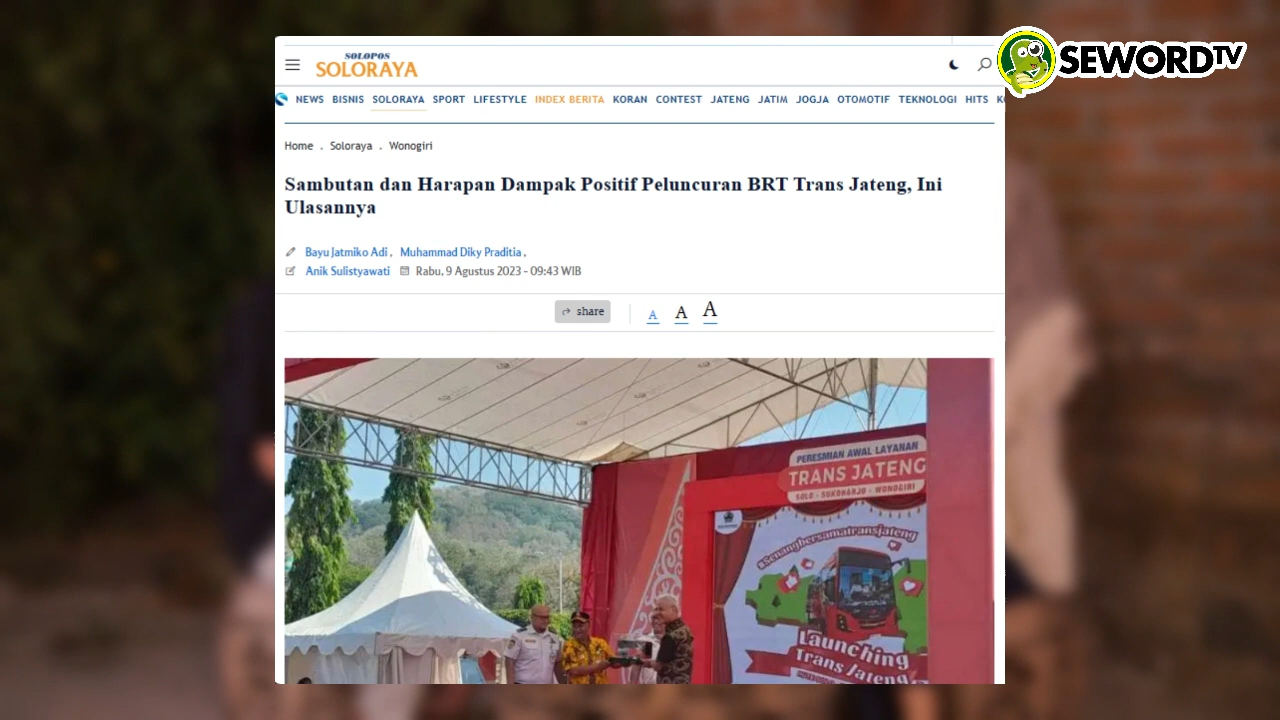 SEWORDTV
SOLOPOS
SOLORAYA
NEWS BISNIS SOLORAYA SPORT LIFESTYLE INDEX BERITA KORAN CONTEST JATENG JATIM JOGJA OTOMOTIF TEKNOLOGI HITS
Home . Soloraya . Wonogiri
Sambutan dan Harapan Dampak Positif Peluncuran BRT Trans Jateng, Ini
Ulasannya
Bayu Jatmiko Adi , Muhammad Diky Praditia ,
Anik Sulistyawati Rabu, 9 Agustus 2023 - 09:43 WIB
share A A A
PERESMIAN AWAL LAYANAN
TRANS JATENG
SOLO - SUKOHARJO - WONOGIRI
#Senangbersamatransjateng
Launching
Trans Jateng